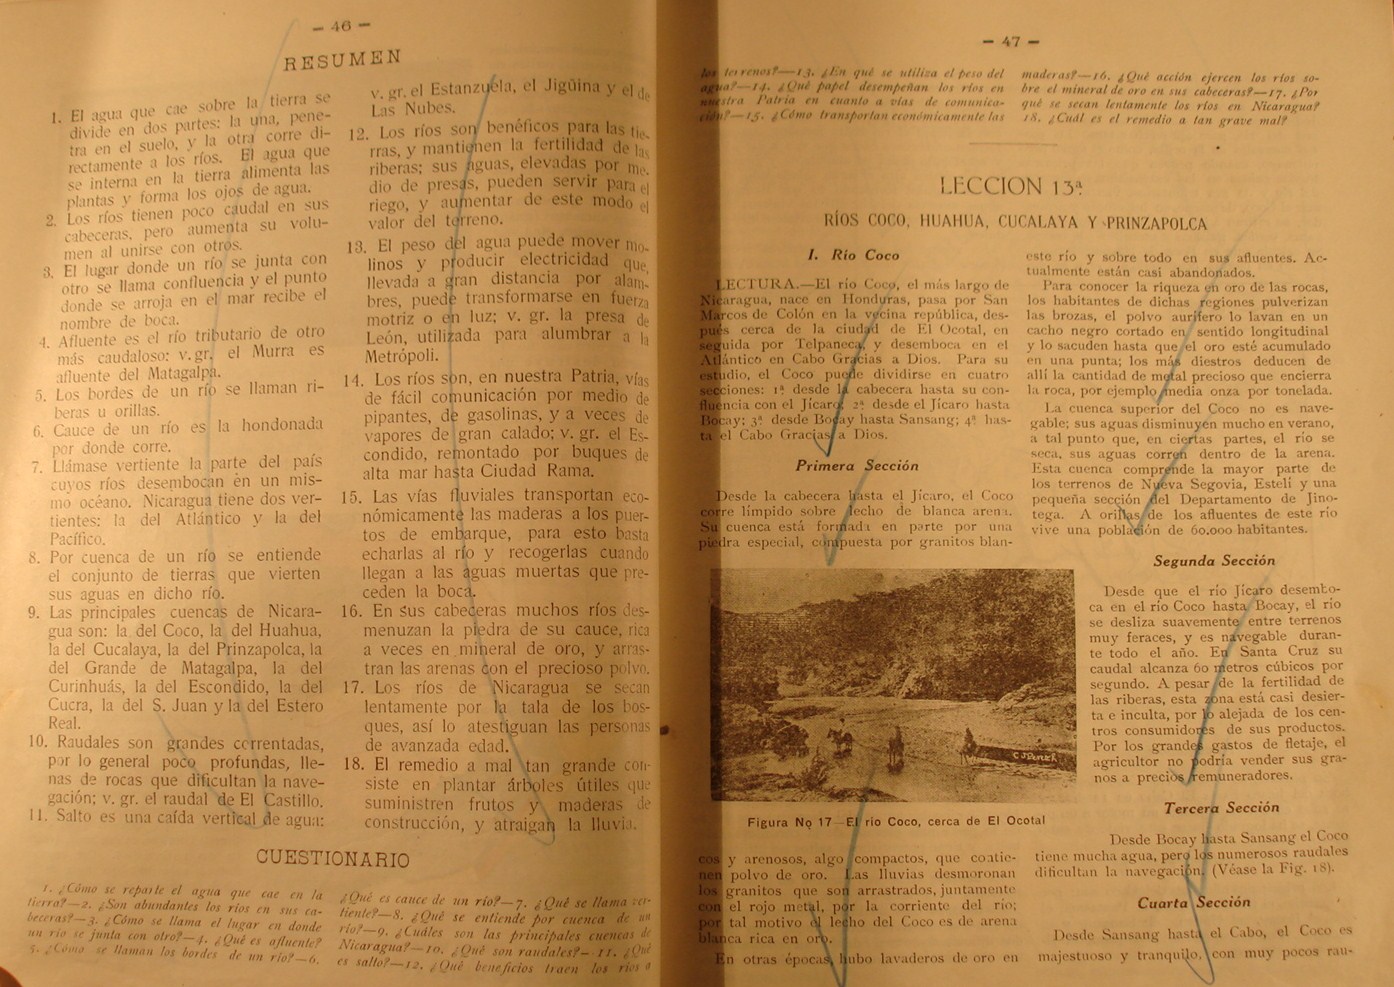 — 46 —
RESUMEN
1. El agua que cae sobre la tierra se
divide en dos partes: la una, pene-
tra en el suelo, y la otra corre di-
rectamente a los ríos. El agua que
se interna en la tierra alimenta las
plantas y forma los ojos de agua.
2. Los ríos tienen poco caudal en sus
cabeceras, pero aumenta su volu-
men al unirse con otros.
3. El lugar donde un río se junta con
otro se llama confluencia y el punto
donde se arroja en el mar recibe el
nombre de boca.
4. Afluente es el río tributario de otro
más caudaloso: v. gr. el Murra es
afluente del Matagalpa.
5. Los bordes de un río se llaman ri-
beras u orillas.
6. Cauce de un río es la hondonada
por donde corre.
7. Llámase vertiente la parte del país
cuyos ríos desembocan en un mis-
mo océano. Nicaragua tiene dos ver-
tientes: la del Atlántico y la del
Pacífico.
8. Por cuenca de un río se entiende
el conjunto de tierras que vierten
sus aguas en dicho río.
9. Las principales cuencas de Nicara-
gua son: la del Coco, la del Huahua,
la del Cucalaya, la del Prinzapolca, la
del Grande de Matagalpa, la del
Curinhuás, la del Escondido, la del
Cucra, la del S. Juan y la del Estero
Real.
10. Raudales son grandes correntadas,
por lo general poco profundas, lle-
nas de rocas que dificultan la nave-
gación; v. gr. el raudal de El Castillo.
11. Salto es una caída vertical de agua;
v. gr. el Estanzuela, el Jigüina y el de
Las Nubes.
12. Los ríos son benéficos para las tie-
rras, y mantienen la fertilidad de las
riberas; sus aguas, elevadas por me-
dio de presas, pueden servir para el
riego, y aumentar de este modo el
valor del terreno.
13. El peso del agua puede mover mo-
linos y producir electricidad que,
llevada a gran distancia por alam-
bres, puede transformarse en fuerza
motriz o en luz; v. gr. la presa de
León, utilizada para alumbrar a la
Metrópoli.
14. Los ríos son, en nuestra Patria, vías
de fácil comunicación por medio de
pipantes, de gasolinas, y a veces de
vapores de gran calado; v. gr. el Es-
condido, remontado por buques de
alta mar hasta Ciudad Rama.
15. Las vías fluviales transportan eco-
nómicamente las maderas a los puer-
tos de embarque, para esto basta
echarlas al río y recogerlas cuando
llegan a las aguas muertas que pre-
ceden la boca.
16. En sus cabeceras muchos ríos des-
menuzan la piedra de su cauce, rica
a veces en mineral de oro, y arras-
tran las arenas con el precioso polvo.
17. Los ríos de Nicaragua se secan
lentamente por la tala de los bos-
ques, así lo atestiguan las personas
de avanzada edad.
18. El remedio a mal tan grande con-
siste en plantar árboles útiles que
suministren frutos y maderas de
construcción, y atraigan la lluvia.
CUESTIONARIO
1. ¿Cómo se reparte el agua que cae en la
tierra?—2. ¿Son abundantes los ríos en sus ca-
beceras?—3. ¿Cómo se llama el lugar en donde
un río se junta con otro?—4. ¿Qué es afluente?
5. ¿Cómo se llaman los bordes de un río?—6.
¿Qué es cauce de un río?—7. ¿Qué se llama ver-
tiente?—8. ¿Qué se entiende por cuenca de un
río?—9. ¿Cuáles son las principales cuencas de
Nicaragua?—10. ¿Qué son raudales?—11. ¿Qué
es salto?—12. ¿Qué beneficios traen los ríos a
— 47 —
los terrenos?—13. ¿En qué se utiliza el peso del
agua?—14. ¿Qué papel desempeñan los ríos en
nuestra Patria en cuanto a vías de comunica-
ción?—15. ¿Cómo transportan económicamente las
maderas?—16. ¿Qué acción ejercen los ríos so-
bre el mineral de oro en sus cabeceras?—17. ¿Por
qué se secan lentamente los ríos en Nicaragua?
18. ¿Cuál es el remedio a tan grave mal?
LECCION 13ª
RÍOS COCO, HUAHUA, CUCALAYA Y PRINZAPOLCA
I. Río Coco
LECTURA.—El río Coco, el más largo de
Nicaragua, nace en Honduras, pasa por San
Marcos de Colón en la vecina república, des-
pués cerca de la ciudad de El Ocotal, en
seguida por Telpaneca, y desemboca en el
Atlántico en Cabo Gracias a Dios. Para su
estudio, el Coco puede dividirse en cuatro
secciones: 1ª desde la cabecera hasta su con-
fluencia con el Jícaro; 2ª desde el Jícaro hasta
Bocay; 3ª desde Bocay hasta Sansang; 4ª has-
ta el Cabo Gracias a Dios.
Primera Sección
Desde la cabecera hasta el Jícaro, el Coco
corre límpido sobre lecho de blanca arena.
Su cuenca está formada en parte por una
piedra especial, compuesta por granitos blan-
Figura No 17—El río Coco, cerca de El Ocotal
cos y arenosos, algo compactos, que contie-
nen polvo de oro. Las lluvias desmoronan
los granitos que son arrastrados, juntamente
con el rojo metal, por la corriente del río;
por tal motivo el lecho del Coco es de arena
blanca rica en oro.
En otras épocas, hubo lavaderos de oro en
este río y sobre todo en sus afluentes. Ac-
tualmente están casi abandonados.
Para conocer la riqueza en oro de las rocas,
los habitantes de dichas regiones pulverizan
las brozas, el polvo aurífero lo lavan en un
cacho negro cortado en sentido longitudinal
y lo sacuden hasta que el oro esté acumulado
en una punta; los más diestros deducen de
allí la cantidad de metal precioso que encierra
la roca, por ejemplo media onza por tonelada.
La cuenca superior del Coco no es nave-
gable; sus aguas disminuyen mucho en verano,
a tal punto que, en ciertas partes, el río se
seca, sus aguas corren dentro de la arena.
Esta cuenca comprende la mayor parte de
los terrenos de Nueva Segovia, Estelí y una
pequeña sección del Departamento de Jino-
tega. A orillas de los afluentes de este río
vive una población de 60.000 habitantes.
Segunda Sección
Desde que el río Jícaro desembo-
ca en el río Coco hasta Bocay, el río
se desliza suavemente entre terrenos
muy feraces, y es navegable duran-
te todo el año. En Santa Cruz su
caudal alcanza 60 metros cúbicos por
segundo. A pesar de la fertilidad de
las riberas, esta zona está casi desier-
ta e inculta, por lo alejada de los cen-
tros consumidores de sus productos.
Por los grandes gastos de fletaje, el
agricultor no podría vender sus gra-
nos a precios remuneradores.
Tercera Sección
Desde Bocay hasta Sansang el Coco
tiene mucha agua, pero los numerosos raudales
dificultan la navegación. (Véase la Fig. 18).
Cuarta Sección
Desde Sansang hasta el Cabo, el Coco es
majestuoso y tranquilo, con muy pocos rau-